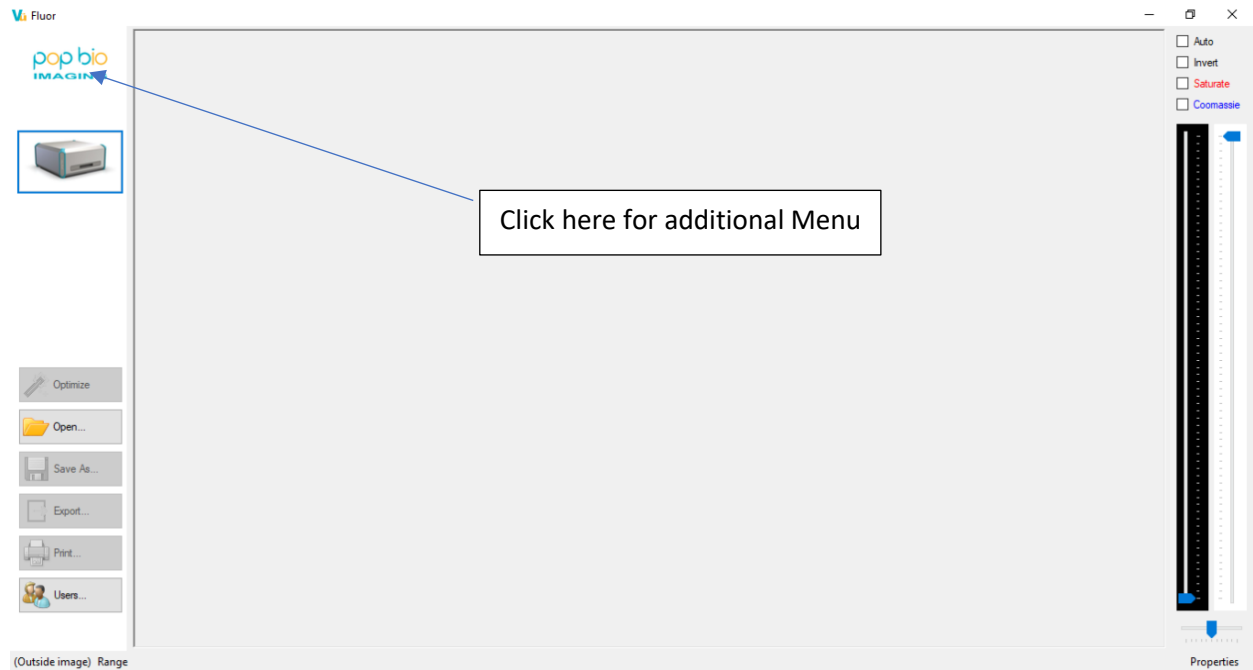 Fluor
pop bio
IMAGING
Auto
Invert
Saturate
Coomassie
Click here for additional Menu
Optimize
Open...
Save As...
Export...
Print...
Users...
(Outside image) Range
Properties